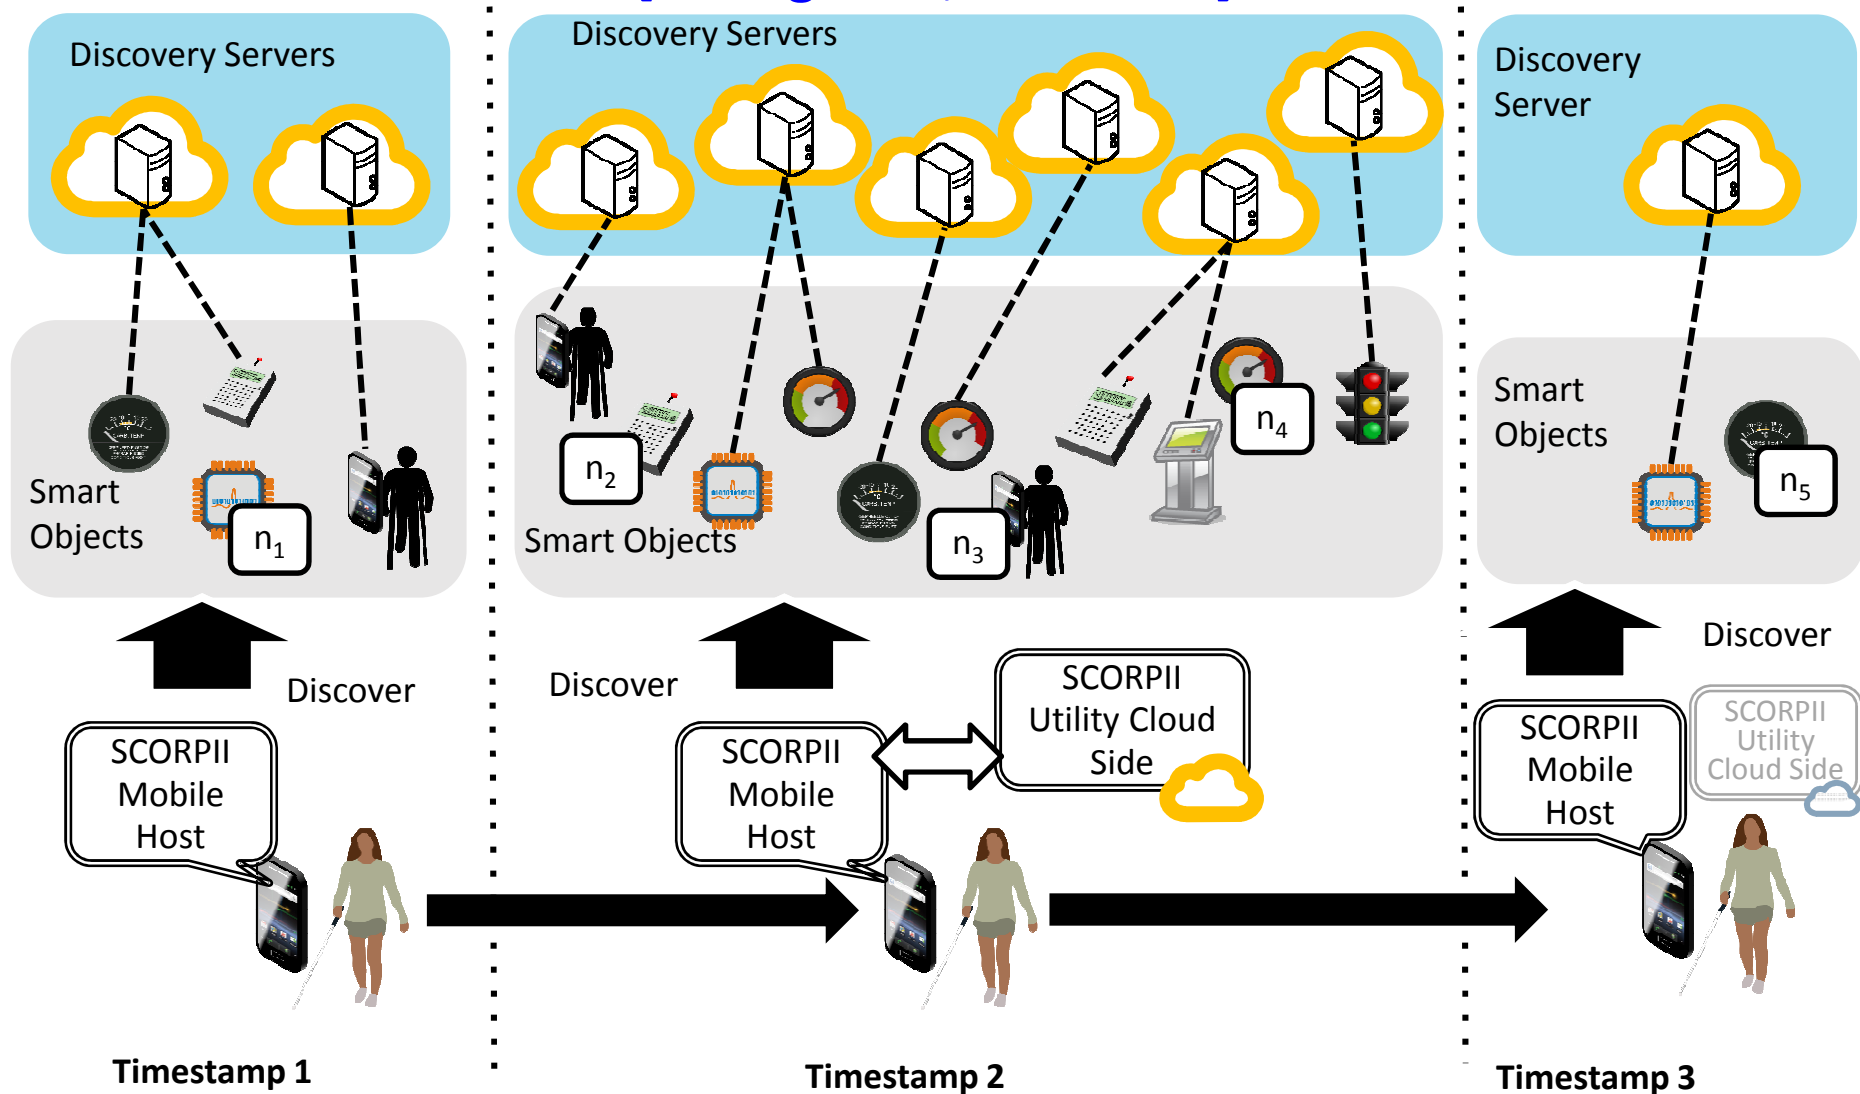 Discovery Servers
Discovery Servers
Discovery
Server
Smart
Objects
n1
n2
Smart Objects
n3
n4
Smart
Objects
n5
Discover
Discover
Discover
SCORPII
Mobile
Host
SCORPII
Mobile
Host
SCORPII
Utility Cloud
Side
SCORPII
Mobile
Host
SCORPII
Utility
Cloud Side
Timestamp 1
Timestamp 2
Timestamp 3